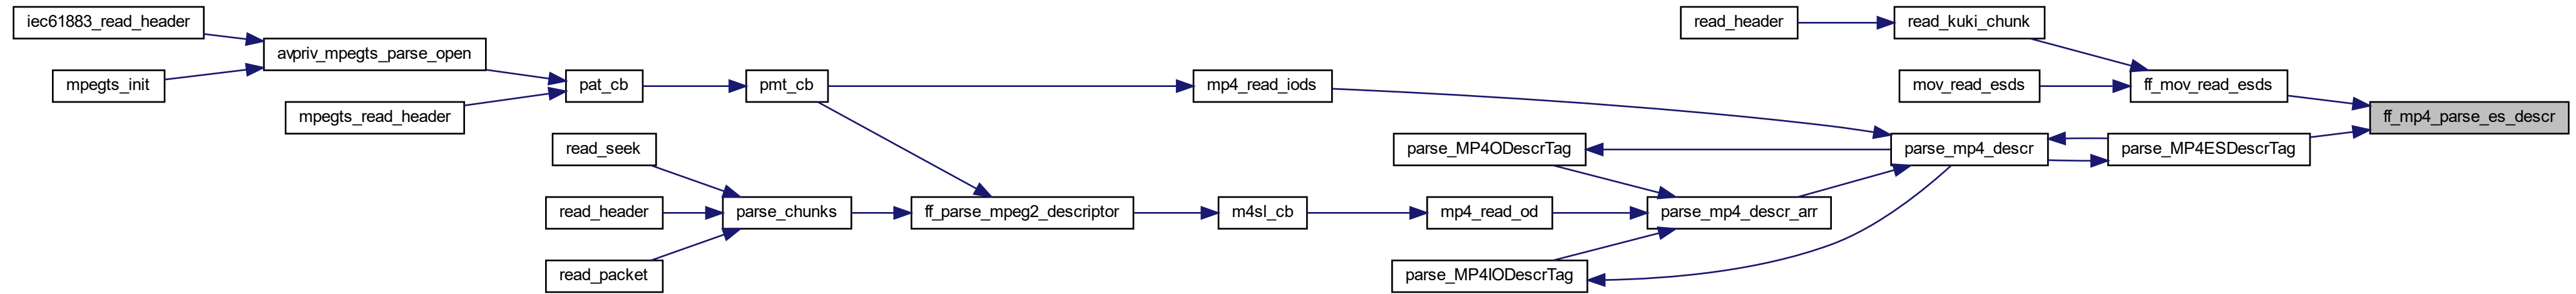 iec61883_read_header
avpriv_mpegts_parse_open
mpegts_init
mpegts_read_header
pat_cb
pmt_cb
read_seek
read_header
read_packet
parse_chunks
ff_parse_mpeg2_descriptor
m4sl_cb
mp4_read_iods
parse_MP4ODescrTag
mp4_read_od
parse_MP4IODescrTag
parse_mp4_descr_arr
read_header
read_kuki_chunk
mov_read_esds
ff_mov_read_esds
parse_mp4_descr
parse_MP4ESDescrTag
ff_mp4_parse_es_descr